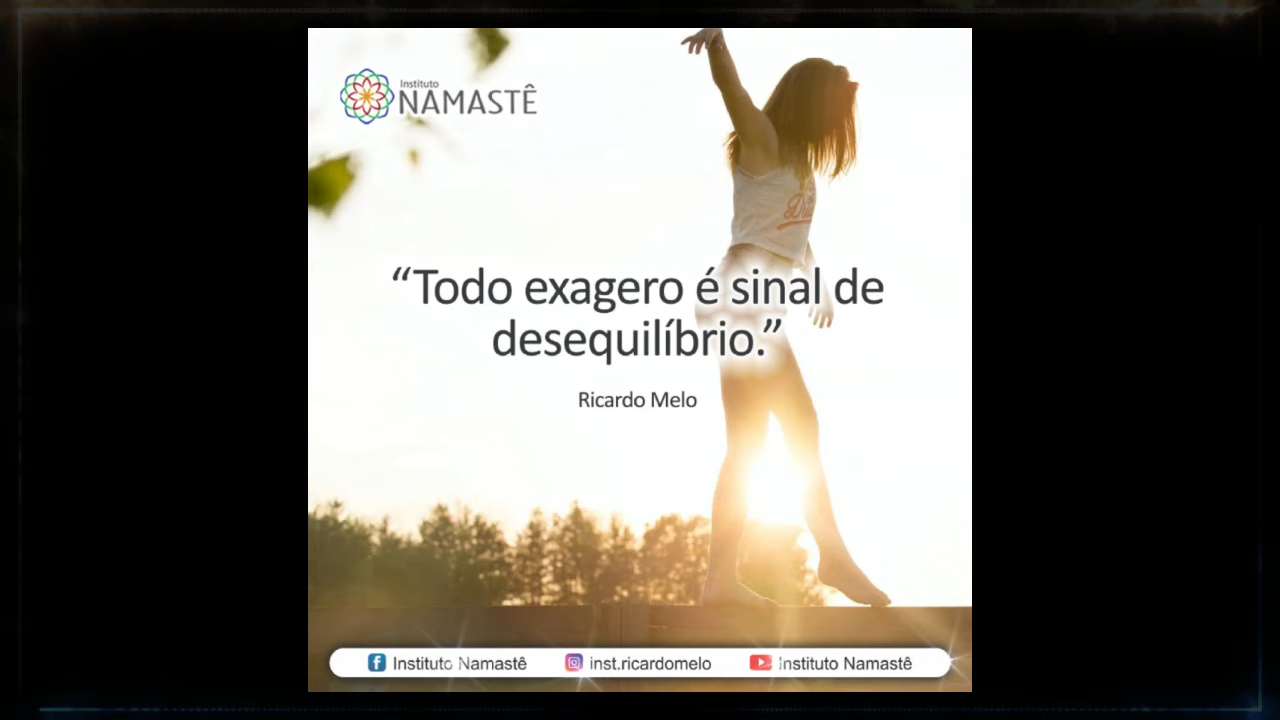 Instituto
NAMASTÊ
“Todo exagero é sinal de
desequilíbrio.”
Ricardo Melo
Instituto Namastê
inst.ricardomelo
Instituto Namastê